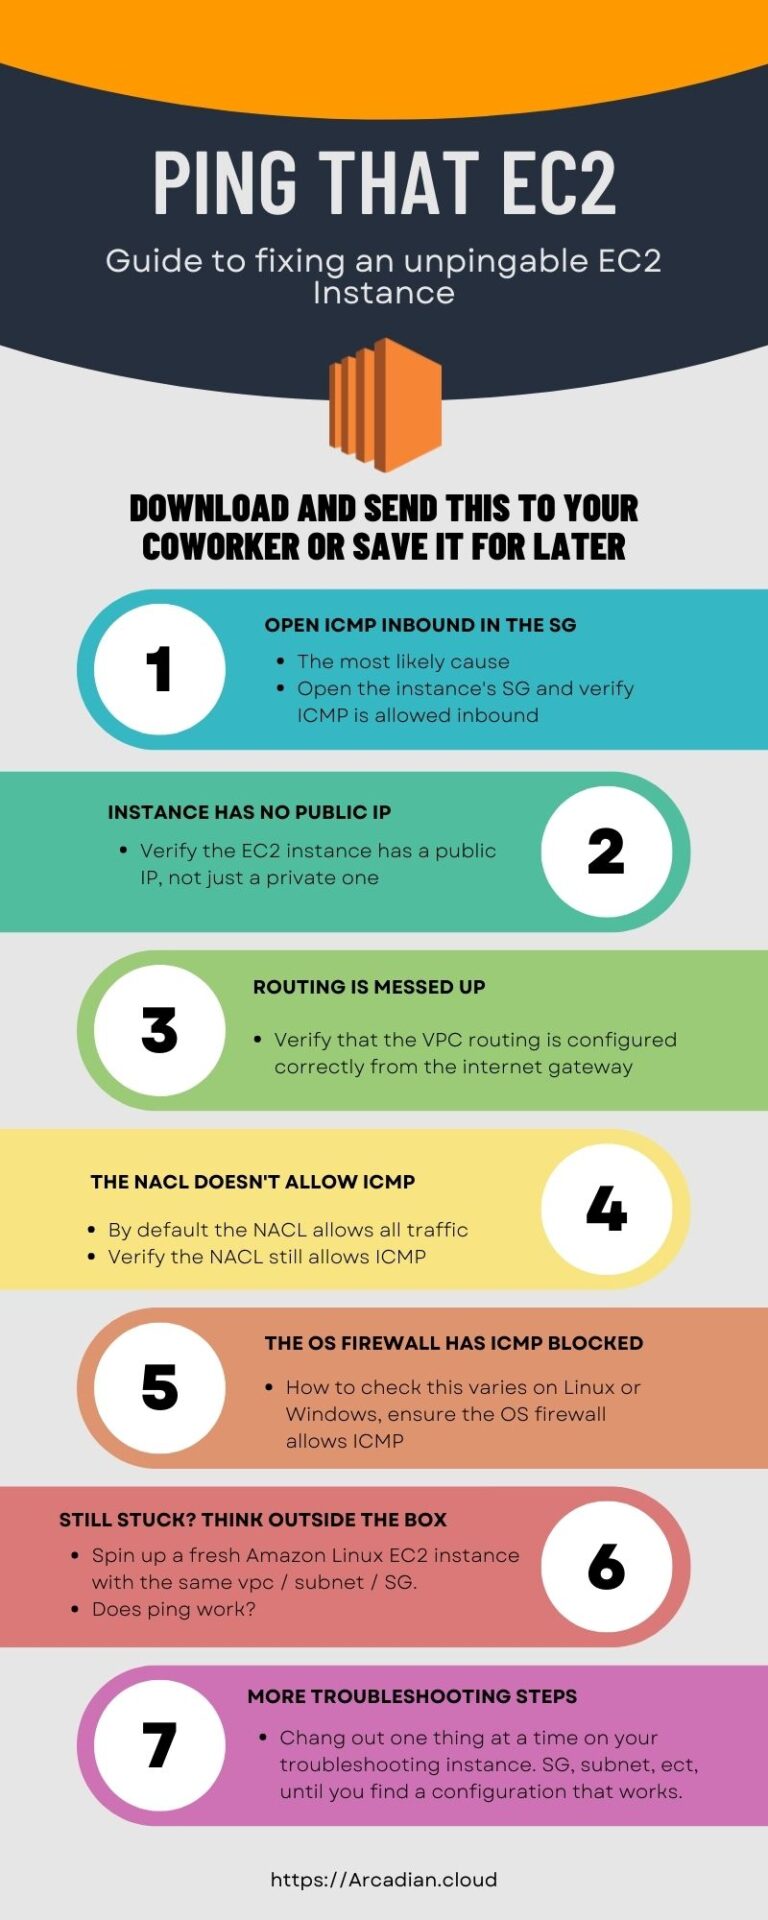 PING THAT EC2
Guide to fixing an unpingable EC2
Instance
DOWNLOAD AND SEND THIS TO YOUR
COWORKER OR SAVE IT FOR LATER
1
OPEN ICMP INBOUND IN THE SG
• The most likely cause
• Open the instance's SG and verify
ICMP is allowed inbound
INSTANCE HAS NO PUBLIC IP
• Verify the EC2 instance has a public
IP, not just a private one
2
3
ROUTING IS MESSED UP
• Verify that the VPC routing is configured
correctly from the internet gateway
THE NACL DOESN'T ALLOW ICMP
• By default the NACL allows all traffic
• Verify the NACL still allows ICMP
4
5
THE OS FIREWALL HAS ICMP BLOCKED
• How to check this varies on Linux or
Windows, ensure the OS firewall
allows ICMP
STILL STUCK? THINK OUTSIDE THE BOX
• Spin up a fresh Amazon Linux EC2 instance
with the same vpc / subnet / SG.
• Does ping work?
6
7
MORE TROUBLESHOOTING STEPS
• Chang out one thing at a time on your
troubleshooting instance. SG, subnet, ect,
until you find a configuration that works.
https://Arcadian.cloud